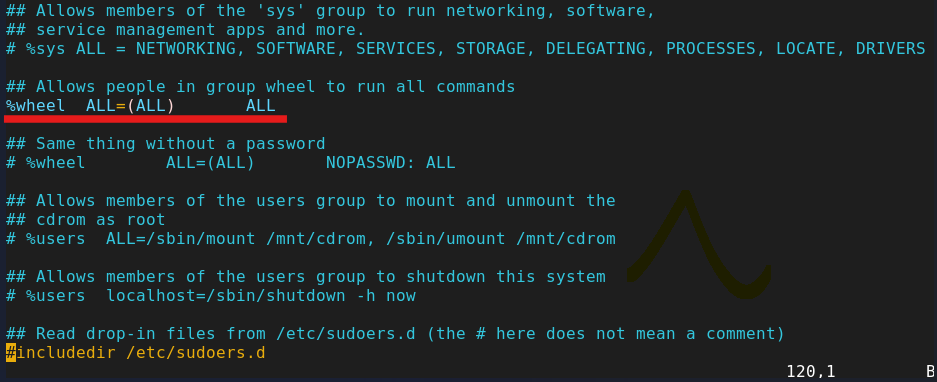 ## Allows members of the 'sys' group to run networking, software,
## service management apps and more.
# %sys ALL = NETWORKING, SOFTWARE, SERVICES, STORAGE, DELEGATING, PROCESSES, LOCATE, DRIVERS
## Allows people in group wheel to run all commands
%wheel  ALL=(ALL)       ALL
## Same thing without a password
# %wheel        ALL=(ALL)       NOPASSWD: ALL
## Allows members of the users group to mount and unmount the
## cdrom as root
# %users  ALL=/sbin/mount /mnt/cdrom, /sbin/umount /mnt/cdrom
## Allows members of the users group to shutdown this system
# %users  localhost=/sbin/shutdown -h now
## Read drop-in files from /etc/sudoers.d (the # here does not mean a comment)
#includedir /etc/sudoers.d
120,1         B